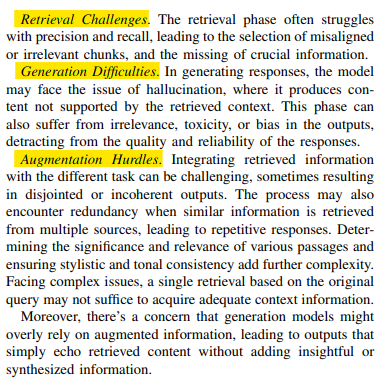 Retrieval Challenges. The retrieval phase often struggles
with precision and recall, leading to the selection of misaligned
or irrelevant chunks, and the missing of crucial information.
Generation Difficulties. In generating responses, the model
may face the issue of hallucination, where it produces con-
tent not supported by the retrieved context. This phase can
also suffer from irrelevance, toxicity, or bias in the outputs,
detracting from the quality and reliability of the responses.
Augmentation Hurdles. Integrating retrieved information
with the different task can be challenging, sometimes resulting
in disjointed or incoherent outputs. The process may also
encounter redundancy when similar information is retrieved
from multiple sources, leading to repetitive responses. Deter-
mining the significance and relevance of various passages and
ensuring stylistic and tonal consistency add further complexity.
Facing complex issues, a single retrieval based on the original
query may not suffice to acquire adequate context information.
Moreover, there's a concern that generation models might
overly rely on augmented information, leading to outputs that
simply echo retrieved content without adding insightful or
synthesized information.